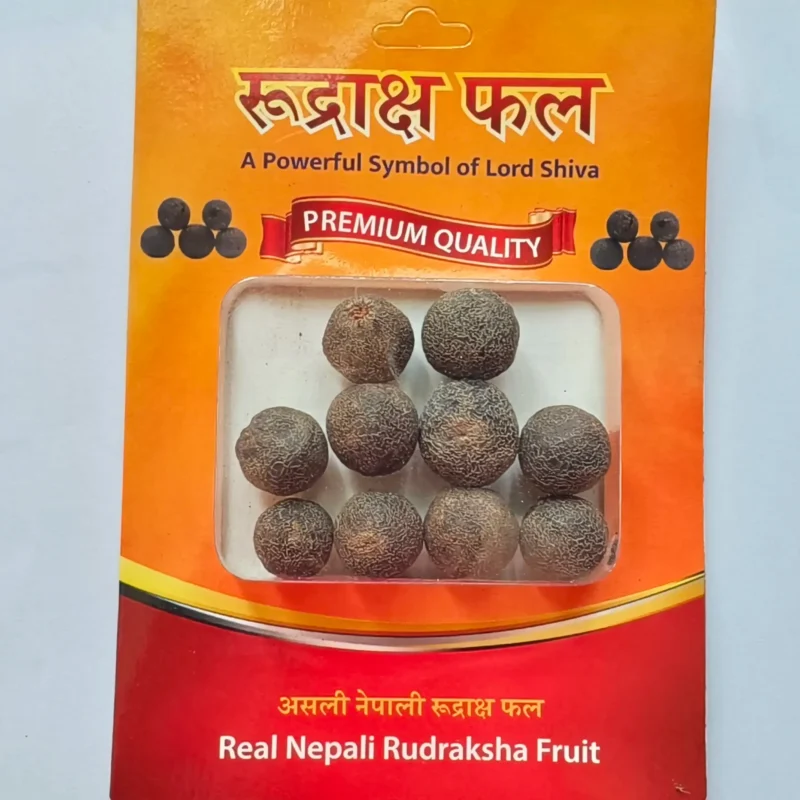 रूद्राक्ष फल
A Powerful Symbol of Lord Shiva
PREMIUM QUALITY
असली नेपाली रूद्राक्ष फल
Real Nepali Rudraksha Fruit